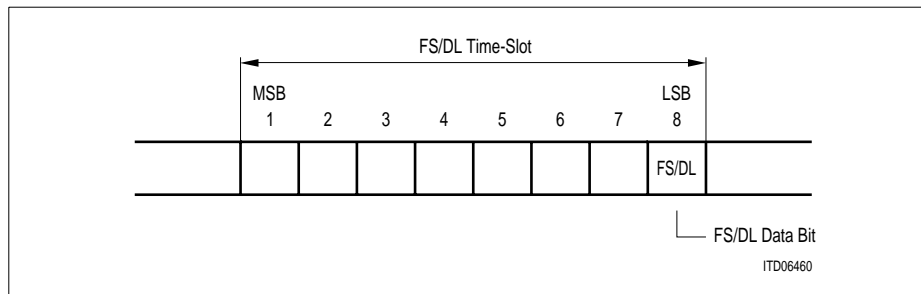 FS/DL Time-Slot
MSB LSB
1 2 3 4 5 6 7 8
FS/DL
FS/DL Data Bit
ITD06460